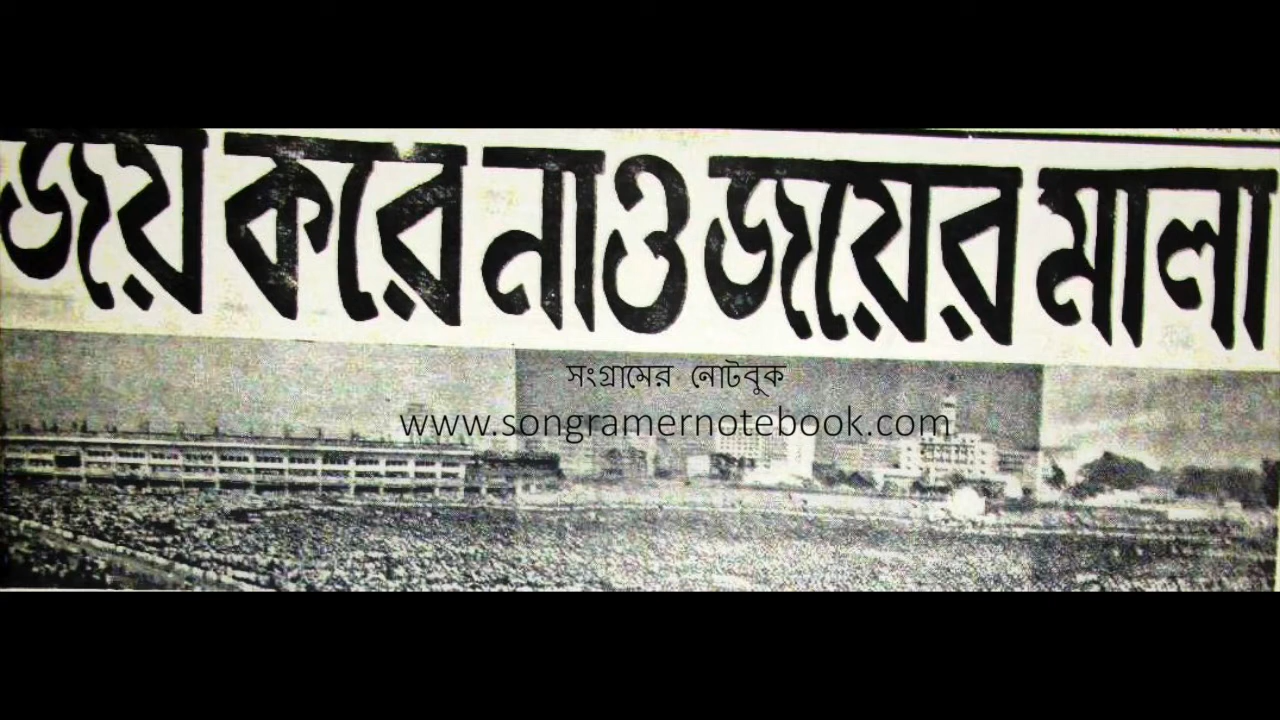 জয় করে নাও জয়ের মালা
সংগ্রামের নোটবুক
www.songramernotebook.com